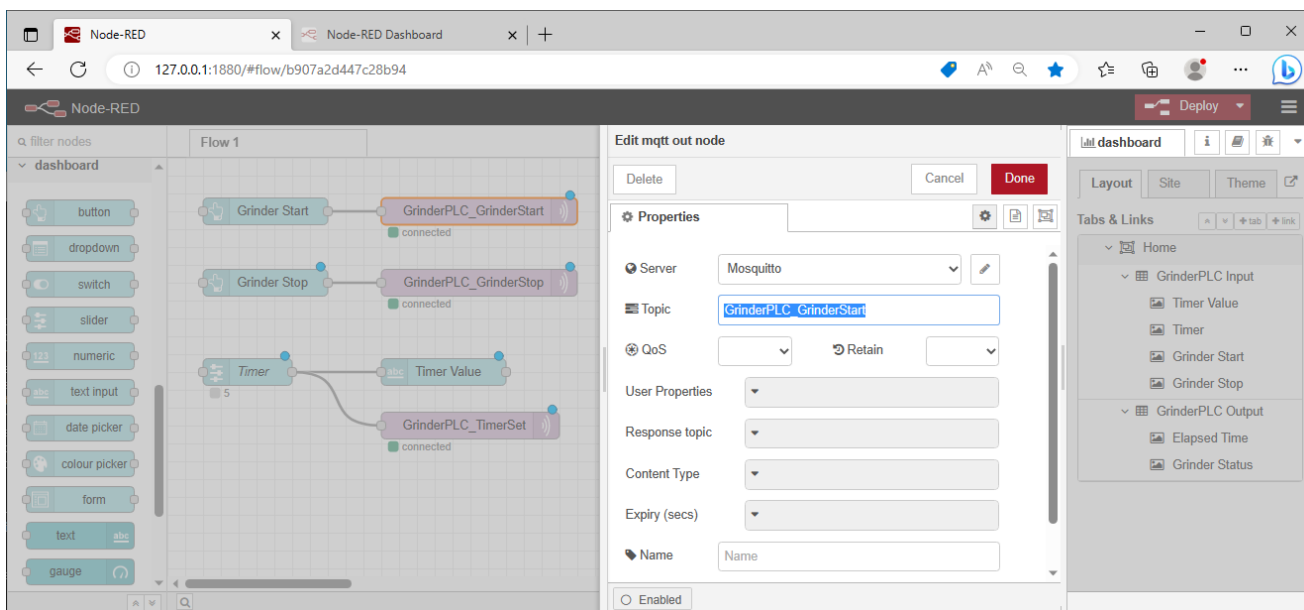 Node-RED
Node-RED Dashboard
127.0.0.1:1880/#flow/b907a2d447c28b94
Node-RED
Deploy
filter nodes
dashboard
button
dropdown
switch
slider
123 numeric
abc text input
date picker
colour picker
form
text abc
gauge
Flow 1
Grinder Start
GrinderPLC_GrinderStart
connected
Grinder Stop
GrinderPLC_GrinderStop
connected
Timer
5
abc Timer Value
GrinderPLC_TimerSet
connected
Edit mqtt out node
Delete
Cancel
Done
Properties
Server
Mosquitto
Topic
GrinderPLC_GrinderStart
QoS
Retain
User Properties
Response topic
Content Type
Expiry (secs)
Name
Name
Enabled
dashboard
i
Layout
Site
Theme
Tabs & Links
tab
link
Home
GrinderPLC Input
Timer Value
Timer
Grinder Start
Grinder Stop
GrinderPLC Output
Elapsed Time
Grinder Status